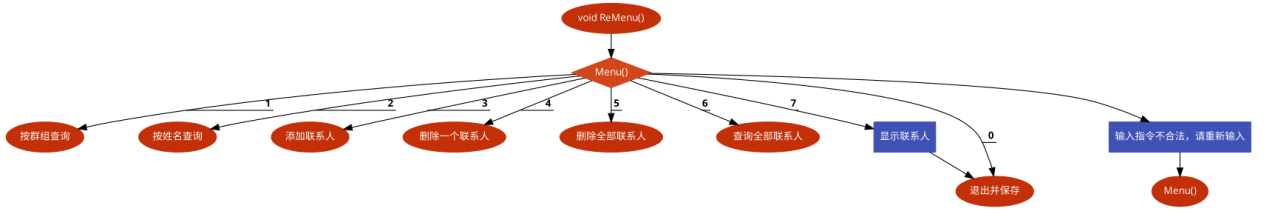 void ReMenu()
Menu()
1
2
3
4
5
6
7
0
按群组查询
按姓名查询
添加联系人
删除一个联系人
删除全部联系人
查询全部联系人
显示联系人
输入指令不合法，请重新输入
退出并保存
Menu()